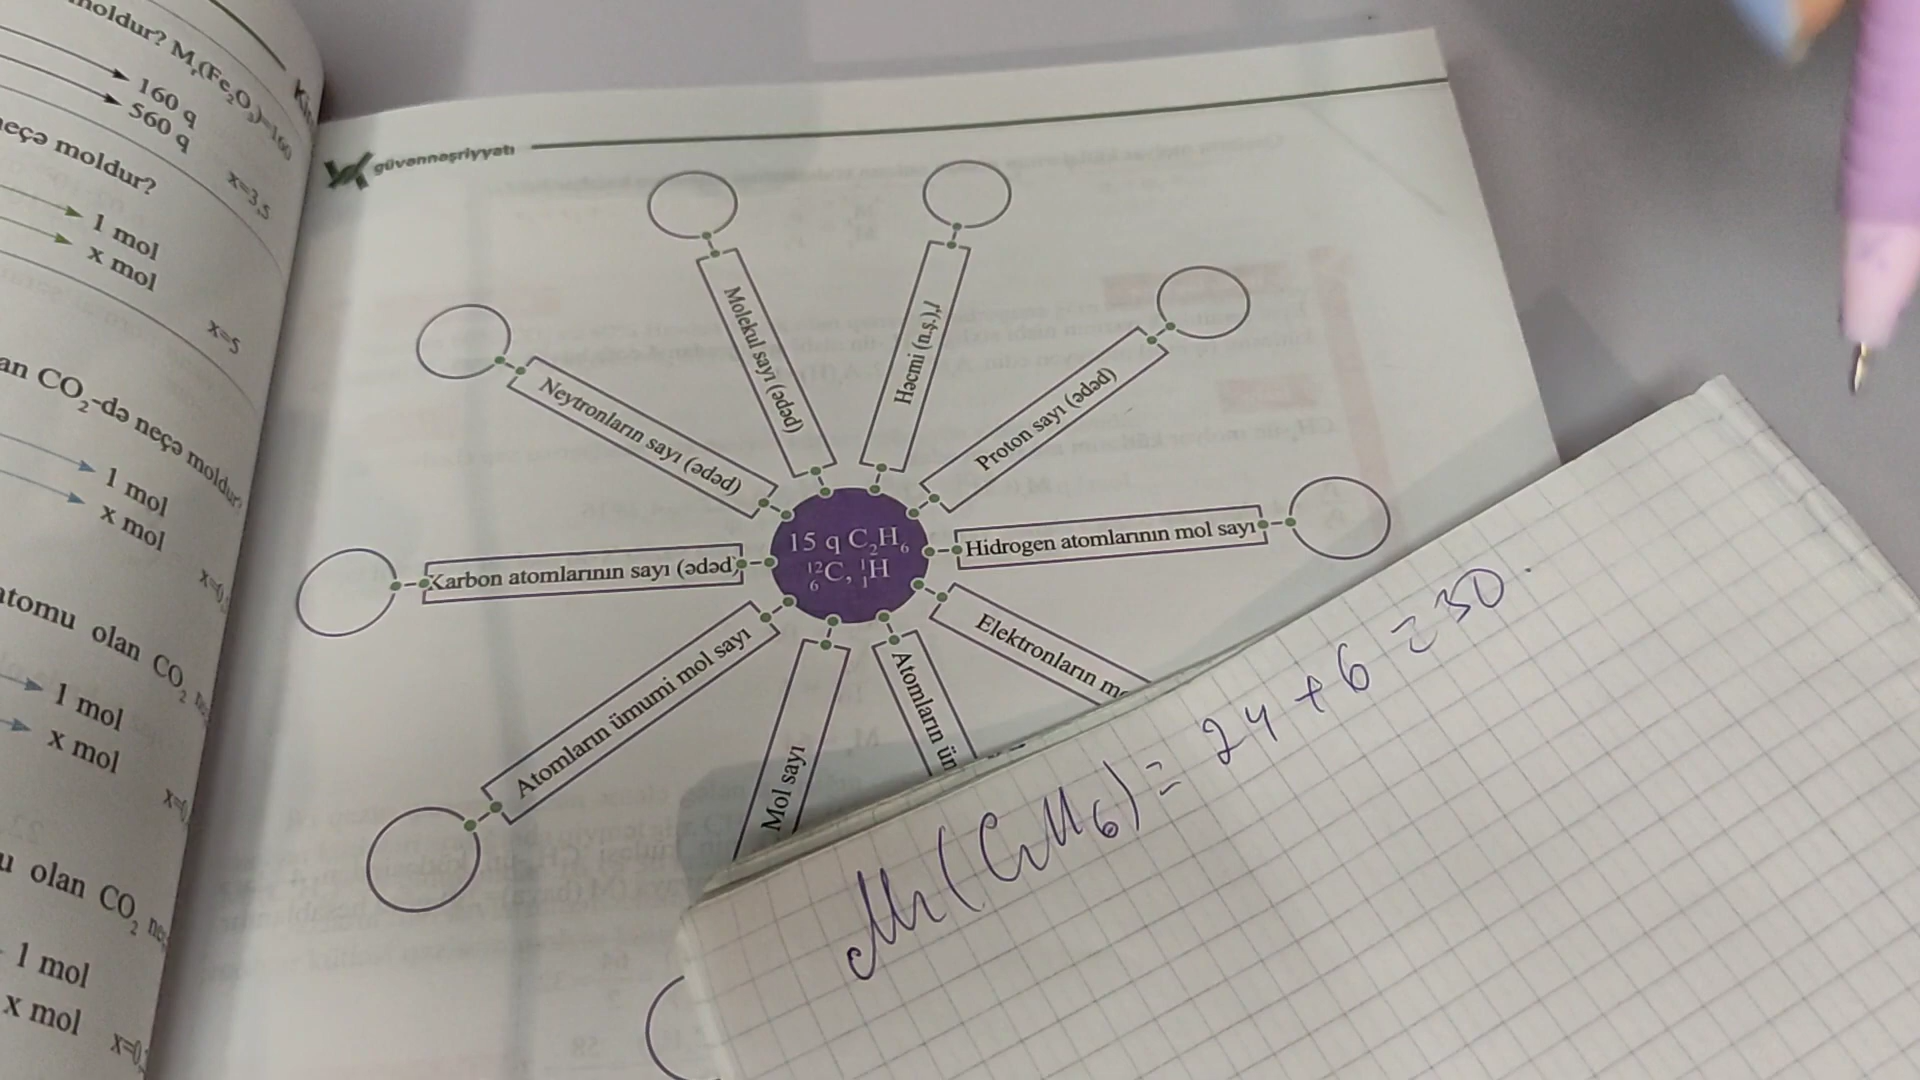 moldur? Mr(Fe2O3)=160
160 q
560 q
x=3,5
neçə moldur?
1 mol
x mol
x=5
an CO2-də neçə moldur?
1 mol
x mol
atomu olan CO2
1 mol
x mol
u olan CO2
1 mol
x mol
güvənnəşriyyatı
Molekul sayı (ədəd)
Həcmi (n.ş.),
Neytronların sayı (ədəd)
Proton sayı (ədəd)
Karbon atomlarının sayı (ədəd)
15 q C2H6
12 6 C, 1 1 H
Hidrogen atomlarının mol sayı
Atomların ümumi mol sayı
Mol sayı
Atomların ün
Elektronların m
Mr(C2H6) = 24 + 6 = 30.